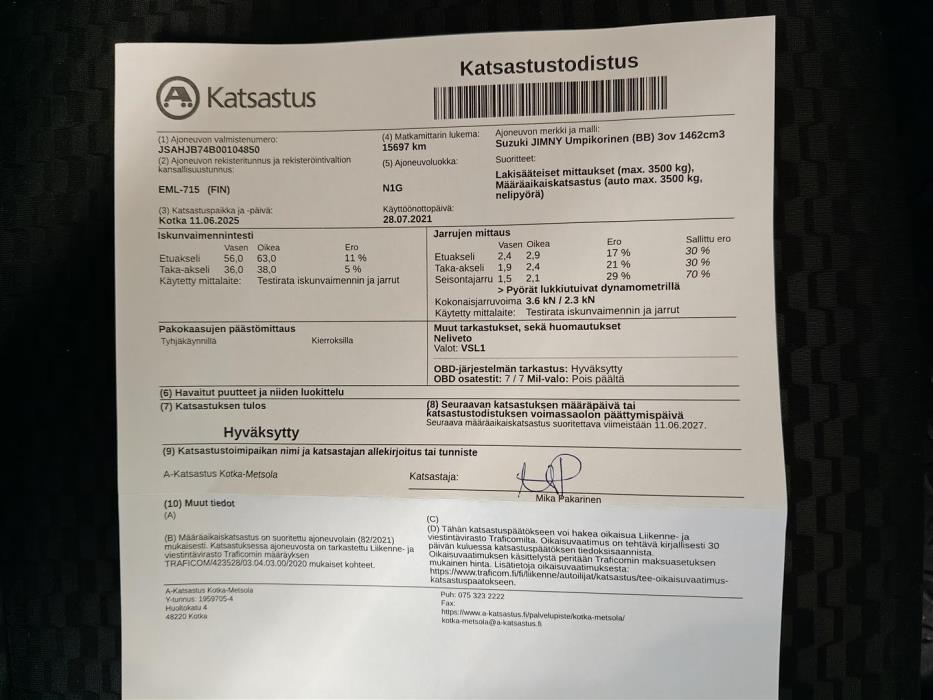 Katsastus
Katsastustodistus
(1) Ajoneuvon valmistenumero:
JSAHJB74B00104850
(4) Matkamittarin lukema:
15697 km
Ajoneuvon merkki ja malli:
Suzuki JIMNY Umpikorinen (BB) 3ov 1462cm3
(2) Ajoneuvon rekisteritunnus ja rekisteröintivaltion
kansallisuustunnus:
EML-715 (FIN)
(5) Ajoneuvoluokka:
N1G
Suoritteet:
Lakisääteiset mittaukset (max. 3500 kg),
Määräaikaiskatsastus (auto max. 3500 kg,
nelipyörä)
(3) Katsastuspaikka ja -päivä:
Kotka 11.06.2025
Käyttöönottopäivä:
28.07.2021
Iskunvaimennintesti
Vasen Oikea Ero
Etuakseli 56,0 63,0 11 %
Taka-akseli 36,0 38,0 5 %
Käytetty mittalaite: Testirata iskunvaimennin ja jarrut
Jarrujen mittaus
Vasen Oikea Ero Sallittu ero
Etuakseli 2,4 2,9 17 % 30 %
Taka-akseli 1,9 2,4 21 % 30 %
Seisontajarru 1,5 2,1 29 % 70 %
> Pyörät lukkiutuivat dynamometrillä
Kokonaisjarruvoima 3.6 kN / 2.3 kN
Käytetty mittalaite: Testirata iskunvaimennin ja jarrut
Pakokaasujen päästömittaus
Tyhjäkäynnillä Kierroksilla
Muut tarkastukset, sekä huomautukset
Neliveto
Valot: VSL1
OBD-järjestelmän tarkastus: Hyväksytty
OBD osatestit: 7 / 7 Mil-valo: Pois päältä
(6) Havaitut puutteet ja niiden luokittelu
(7) Katsastuksen tulos
Hyväksytty
(8) Seuraavan katsastuksen määräpäivä tai
katsastustodistuksen voimassaolon päättymispäivä
Seuraava määräaikaiskatsastus suoritettava viimeistään 11.06.2027.
(9) Katsastustoimipaikan nimi ja katsastajan allekirjoitus tai tunniste
A-Katsastus Kotka-Metsola
Katsastaja:
Mika Pakarinen
(10) Muut tiedot
(A)
(B) Määräaikaiskatsastus on suoritettu ajoneuvolain (82/2021)
mukaisesti. Katsastuksessa ajoneuvosta on tarkastettu Liikenne- ja
viestintävirasto Traficomin määräyksen
TRAFICOM/423528/03.04.03.00/2020 mukaiset kohteet.
(C)
(D) Tähän katsastuspäätökseen voi hakea oikaisua Liikenne- ja
viestintävirasto Traficomilta. Oikaisuvaatimus on tehtävä kirjallisesti 30
päivän kuluessa katsastuspäätöksen tiedoksisaannista.
Oikaisuvaatimuksen käsittelystä peritään Traficomin maksuasetuksen
mukainen hinta. Lisätietoja oikaisuvaatimuksesta:
https://www.traficom.fi/fi/liikenne/autoilijat/katsastus/tee-oikaisuvaatimus-
katsastuspaatokseen.
A-Katsastus Kotka-Metsola
Y-tunnus: 1959705-4
Huoltokatu 4
48220 Kotka
Puh: 075 323 2222
Fax:
https://www.a-katsastus.fi/palvelupiste/kotka-metsola/
kotka-metsola@a-katsastus.fi